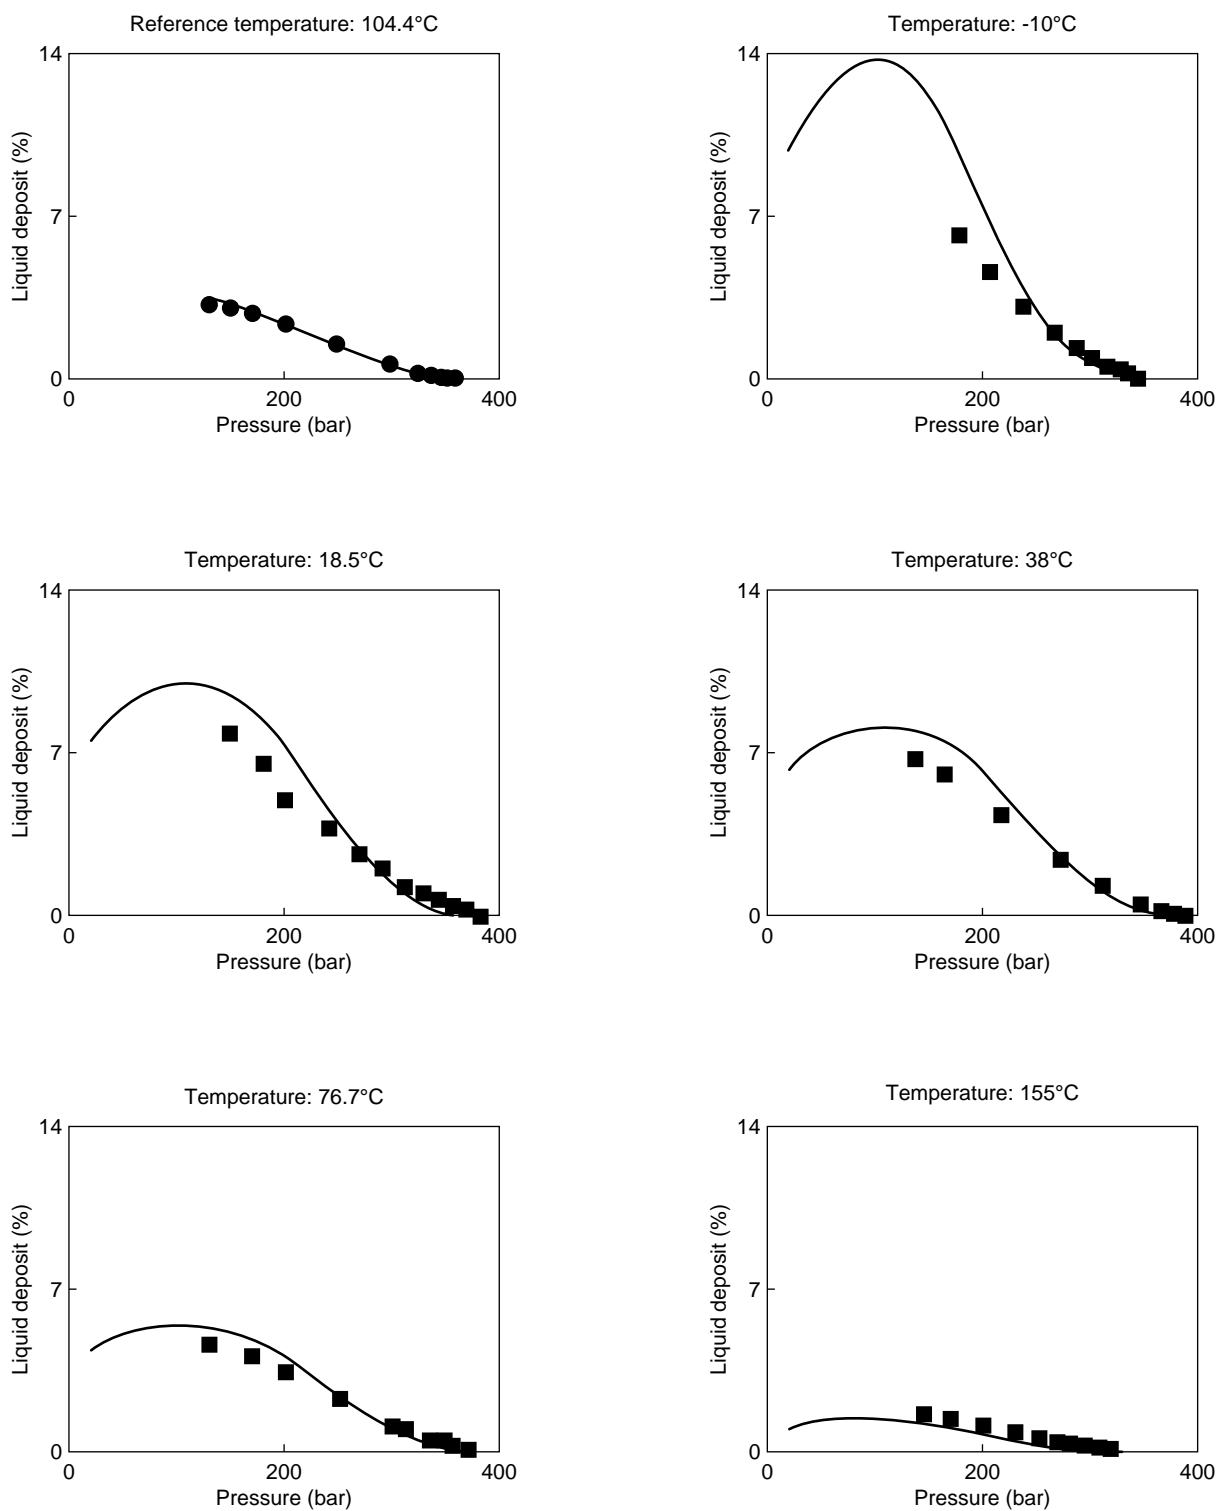 Reference temperature: 104.4°C
14
7
0
Liquid deposit (%)
0 200 400
Pressure (bar)
Temperature: -10°C
14
7
0
Liquid deposit (%)
0 200 400
Pressure (bar)
Temperature: 18.5°C
14
7
0
Liquid deposit (%)
0 200 400
Pressure (bar)
Temperature: 38°C
14
7
0
Liquid deposit (%)
0 200 400
Pressure (bar)
Temperature: 76.7°C
14
7
0
Liquid deposit (%)
0 200 400
Pressure (bar)
Temperature: 155°C
14
7
0
Liquid deposit (%)
0 200 400
Pressure (bar)